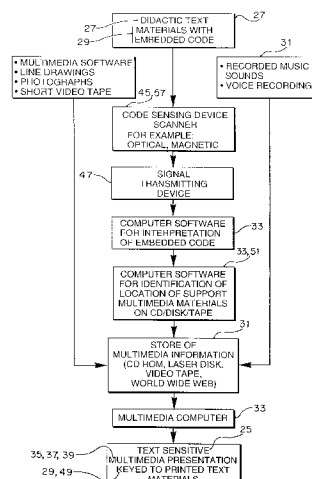 27
DIDACTIC TEXT
MATERIALS WITH
EMBEDDED CODE
27
29
• MULTIMEDIA SOFTWARE
• LINE DRAWINGS
• PHOTOGRAPHS
• SHORT VIDEO TAPE
31
• RECORDED MUSIC
SOUNDS
• VOICE RECORDING
45,57
CODE SENSING DEVICE
SCANNER
FOR EXAMPLE:
OPTICAL, MAGNETIC
47
SIGNAL
TRANSMITTING
DEVICE
COMPUTER SOFTWARE
FOR INTERPRETATION
OF EMBEDDED CODE
33
33,51
COMPUTER SOFTWARE
FOR IDENTIFICATION OF
LOCATION OF SUPPORT
MULTIMEDIA MATERIALS
ON CD/DISK/TAPE
31
STORE OF
MULTIMEDIA INFORMATION
(CD ROM, LASER DISK,
VIDEO TAPE,
WORLD WIDE WEB)
MULTIMEDIA COMPUTER
33
25
TEXT SENSITIVE
MULTIMEDIA PRESENTATION
KEYED TO PRINTED TEXT
MATERIALS
35, 37, 39
29, 49